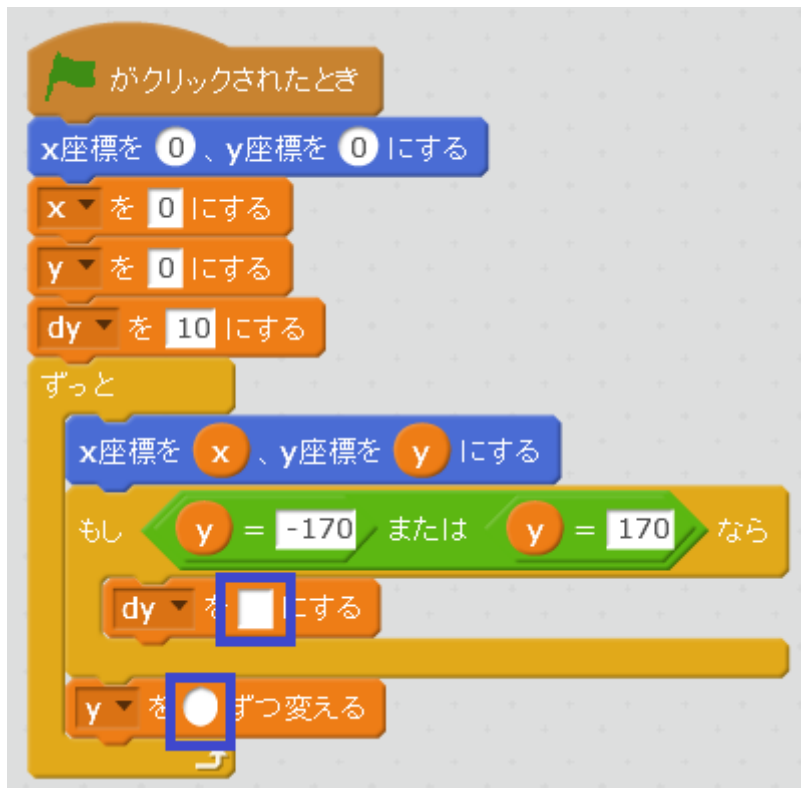 がクリックされたとき
x座標を 0 、y座標を 0 にする
x を 0 にする
y を 0 にする
dy を 10 にする
ずっと
x座標を x 、y座標を y にする
もし y = -170 または y = 170 なら
dy を にする
y を ずつ変える